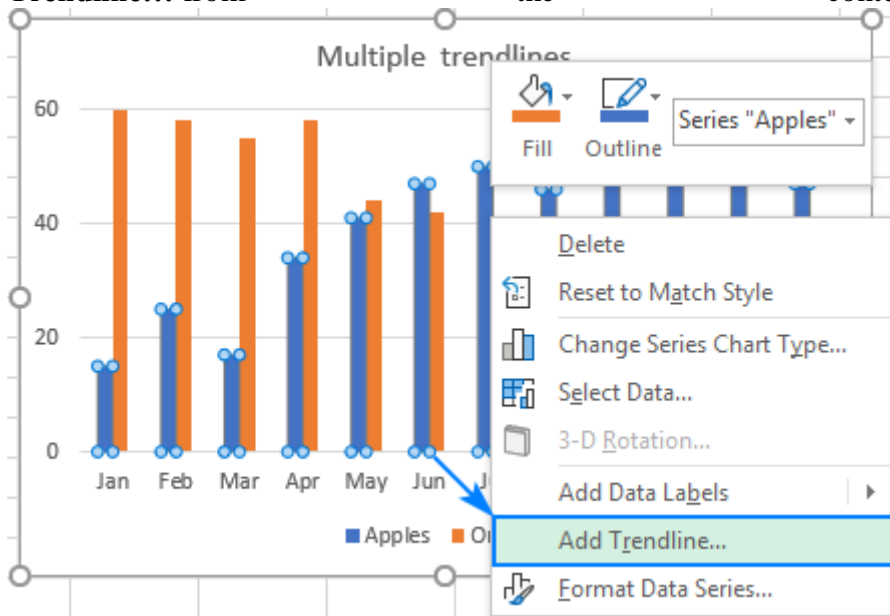 Multiple trendlines
Fill Outline Series "Apples"
60
40
20
0
Jan Feb Mar Apr May Jun
Apples
Delete
Reset to Match Style
Change Series Chart Type...
Select Data...
3-D Rotation...
Add Data Labels
Add Trendline...
Format Data Series...